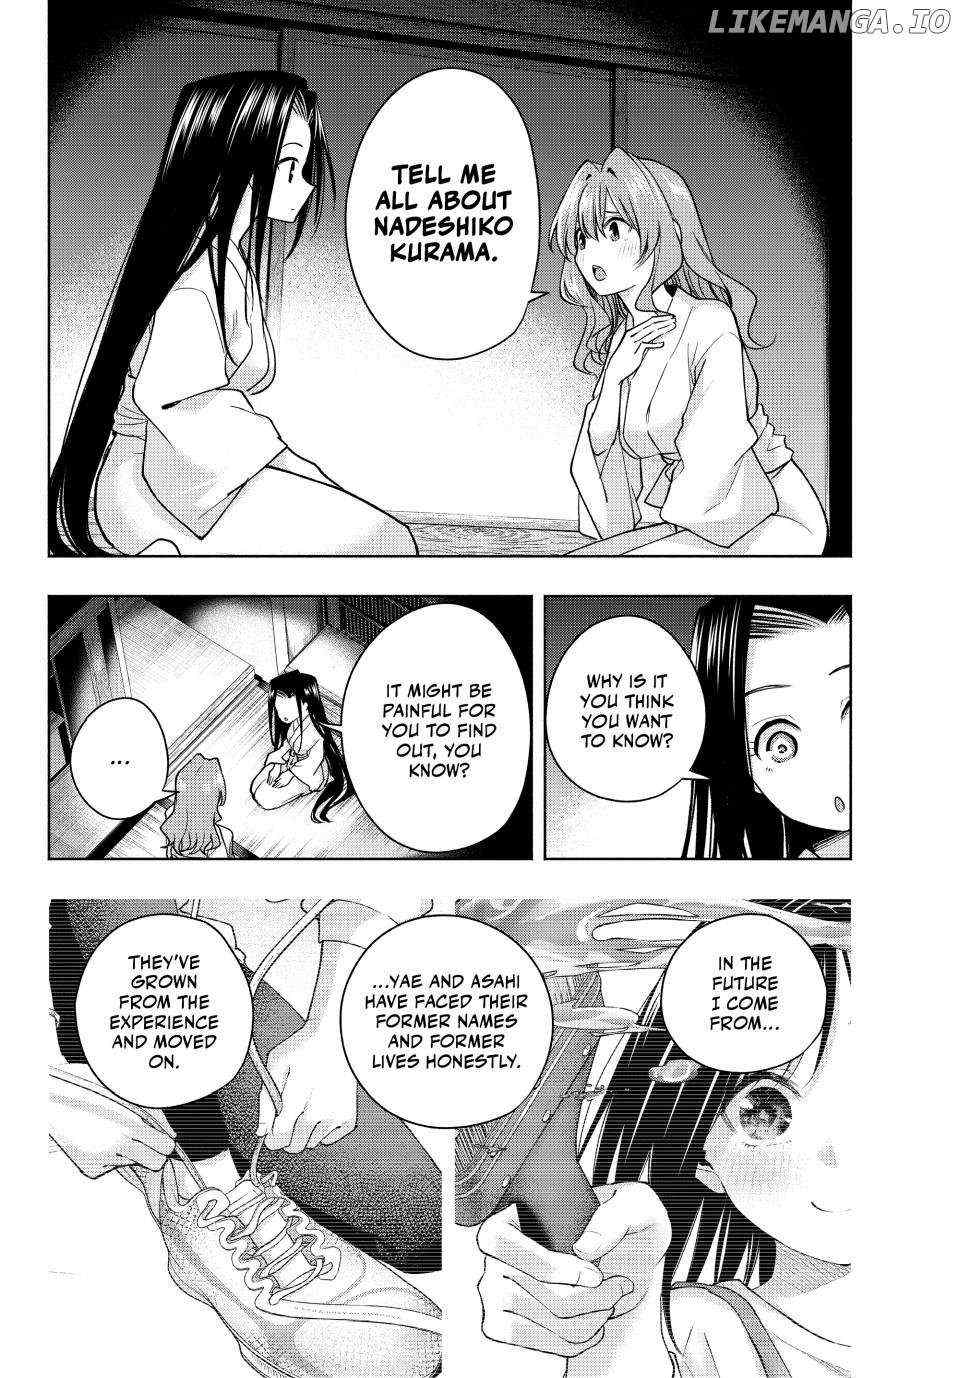 LIKEMANGA.IO
TELL ME
ALL ABOUT
NADESHIKO
KURAMA.
WHY IS IT
YOU THINK
YOU WANT
TO KNOW?
IT MIGHT BE
PAINFUL FOR
YOU TO FIND
OUT, YOU
KNOW?
...
IN THE
FUTURE
I COME
FROM...
...YAE AND ASAHI
HAVE FACED THEIR
FORMER NAMES
AND FORMER
LIVES HONESTLY.
THEY'VE
GROWN
FROM THE
EXPERIENCE
AND MOVED
ON.